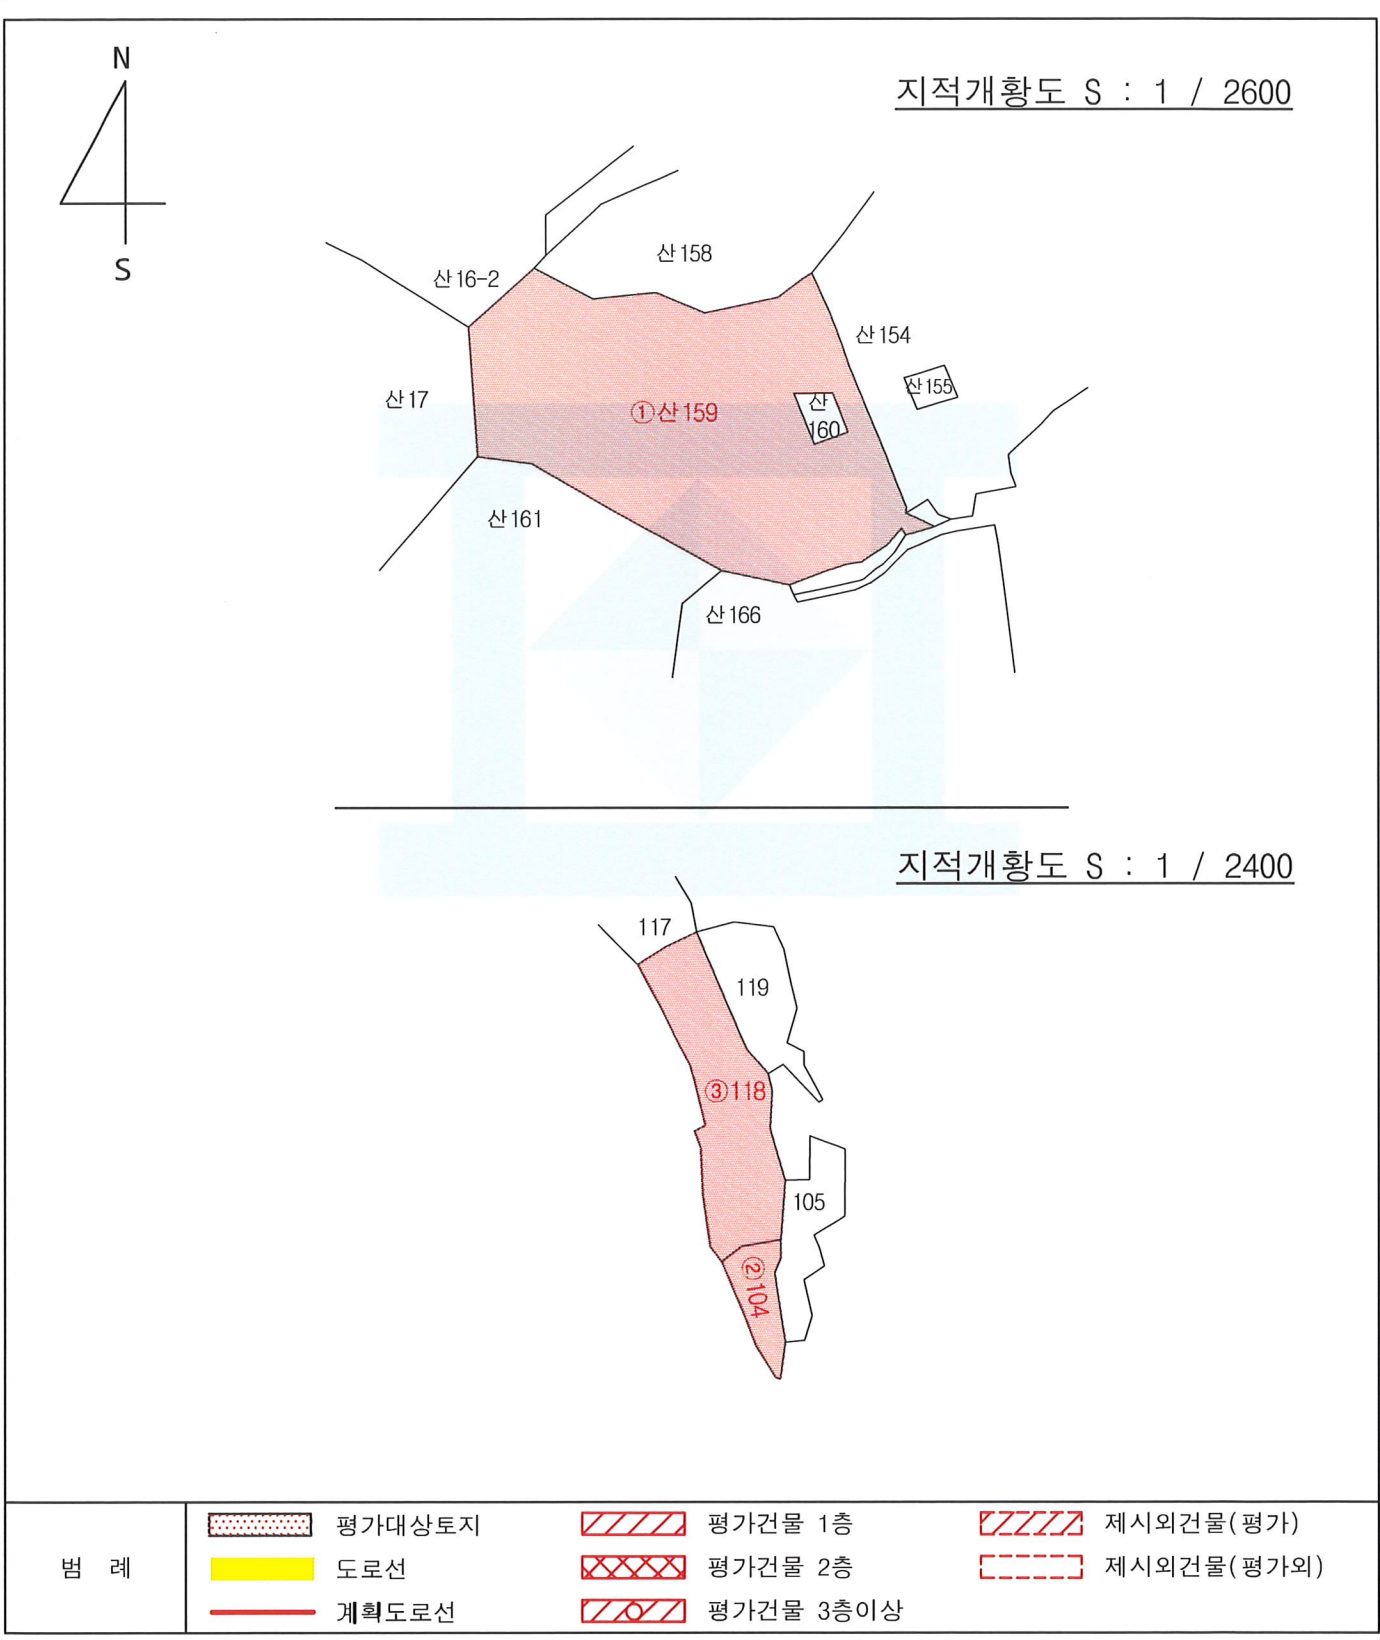 N
S
지적개황도 S : 1 / 2600
산158
산16-2
산154
산155
산17
①산159
산
160
산161
산166
지적개황도 S : 1 / 2400
117
119
③118
105
②104
범 례
평가대상토지
평가건물 1층
제시외건물(평가)
도로선
평가건물 2층
제시외건물(평가외)
계획도로선
평가건물 3층이상